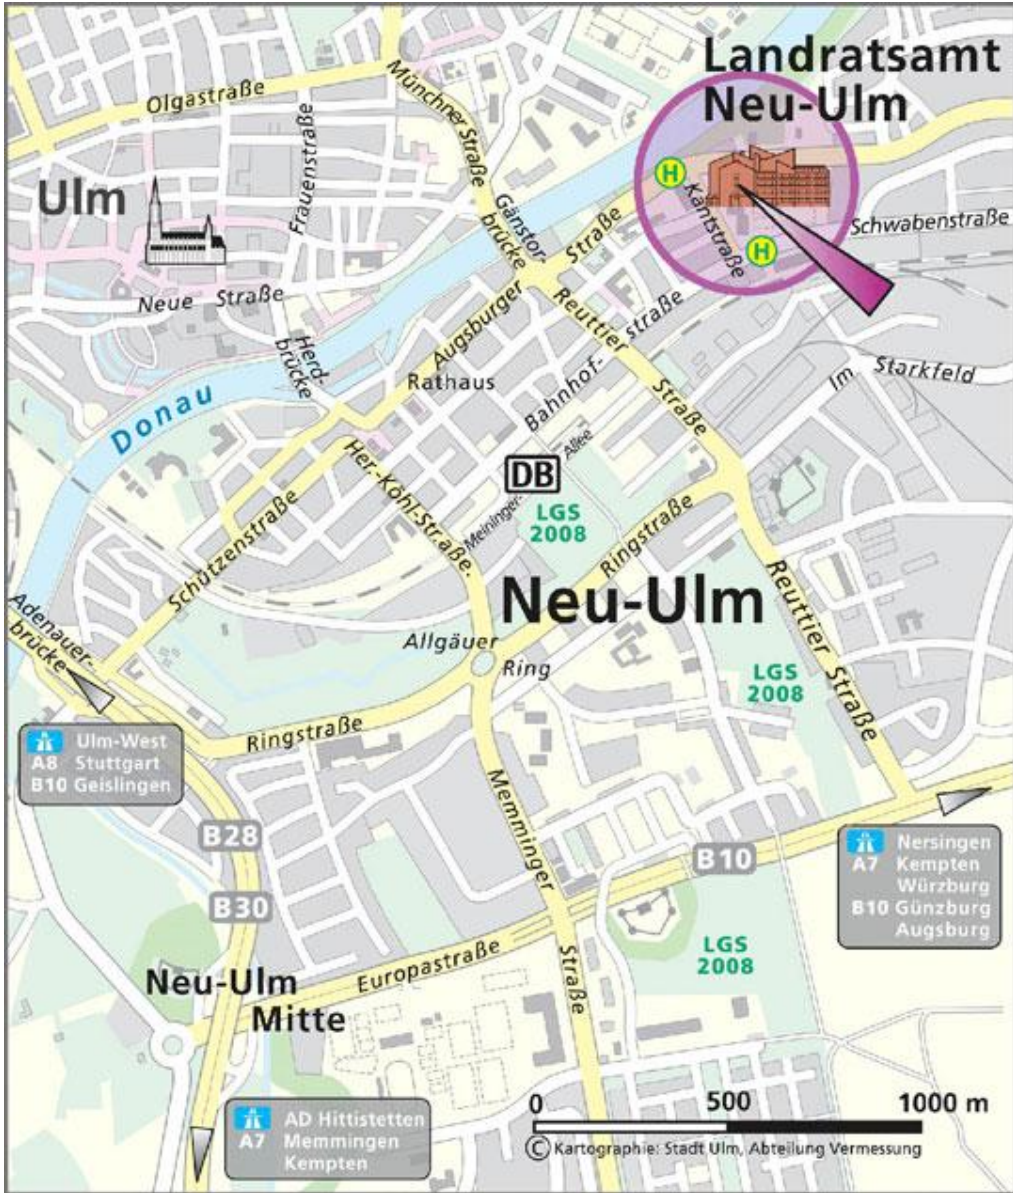 Landratsamt
Neu-Ulm
Olgastraße
Münchner Straße
Frauenstraße
Ulm
H
Kantstraße
H
Schwabenstraße
Gänstor-
brücke
Straße
Neue Straße
Augsburger
Reuttier
Bahnhof-
straße
Herd-
brücke
Rathaus
Im Starkfeld
Donau
Straße
Her.-Köhl-Straße.
Allee
DB
Meininger-
LGS
2008
Schützenstraße
Ringstraße
Neu-Ulm
Reuttier Straße
Adenauer-
brücke
Allgäuer
Ring
LGS
2008
Ringstraße
Ulm-West
A8 Stuttgart
B10 Geislingen
Memminger
B28
B10
Nersingen
A7 Kempten
Würzburg
B10 Günzburg
Augsburg
B30
LGS
2008
Europastraße
Straße
Neu-Ulm
Mitte
0 500 1000 m
AD Hittistetten
A7 Memmingen
Kempten
© Kartographie: Stadt Ulm, Abteilung Vermessung